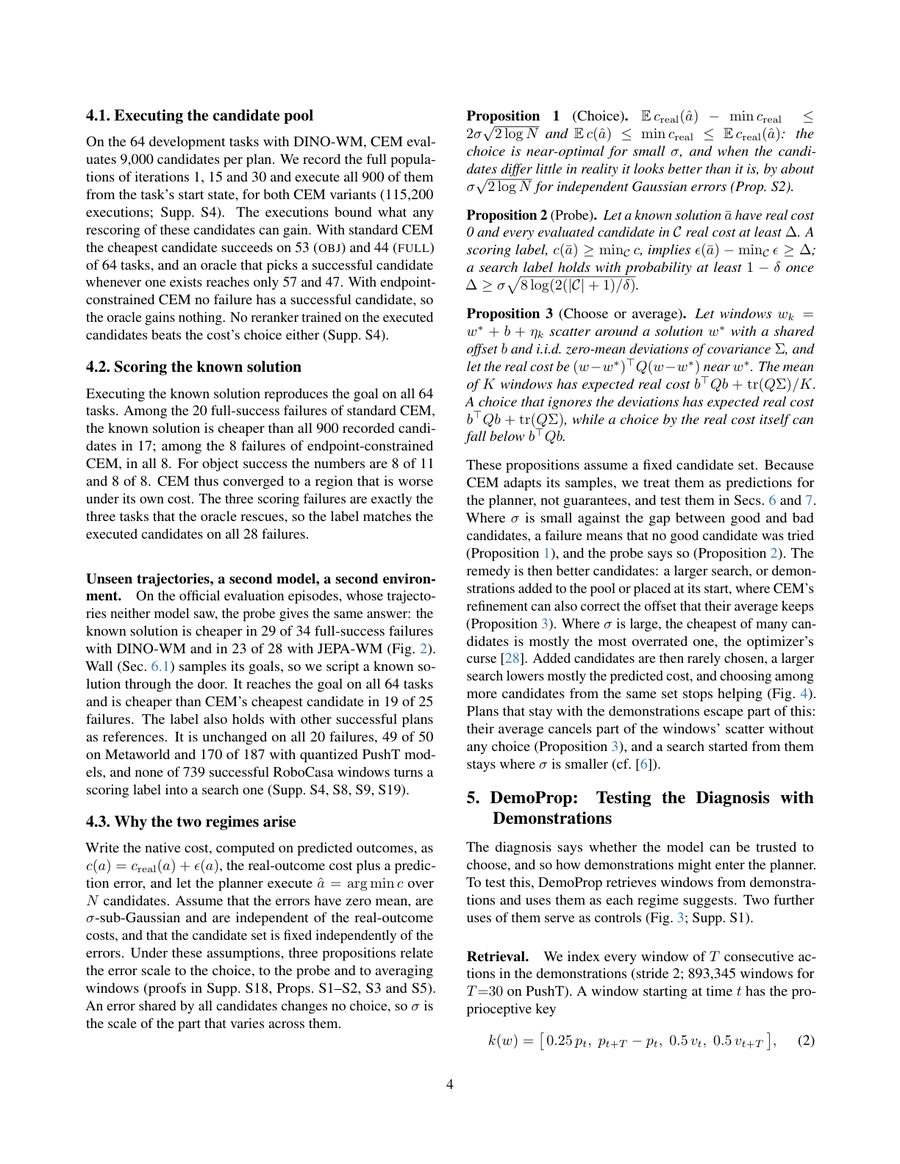 4.1. Executing the candidate pool
On the 64 development tasks with DINO-WM, CEM eval-
uates 9,000 candidates per plan. We record the full popula-
tions of iterations 1, 15 and 30 and execute all 900 of them
from the task's start state, for both CEM variants (115,200
executions; Supp. S4). The executions bound what any
rescoring of these candidates can gain. With standard CEM
the cheapest candidate succeeds on 53 (OBJ) and 44 (FULL)
of 64 tasks, and an oracle that picks a successful candidate
whenever one exists reaches only 57 and 47. With endpoint-
constrained CEM no failure has a successful candidate, so
the oracle gains nothing. No reranker trained on the executed
candidates beats the cost's choice either (Supp. S4).
4.2. Scoring the known solution
Executing the known solution reproduces the goal on all 64
tasks. Among the 20 full-success failures of standard CEM,
the known solution is cheaper than all 900 recorded candi-
dates in 17; among the 8 failures of endpoint-constrained
CEM, in all 8. For object success the numbers are 8 of 11
and 8 of 8. CEM thus converged to a region that is worse
under its own cost. The three scoring failures are exactly the
three tasks that the oracle rescues, so the label matches the
executed candidates on all 28 failures.
Unseen trajectories, a second model, a second environ-
ment. On the official evaluation episodes, whose trajecto-
ries neither model saw, the probe gives the same answer: the
known solution is cheaper in 29 of 34 full-success failures
with DINO-WM and in 23 of 28 with JEPA-WM (Fig. 2).
Wall (Sec. 6.1) samples its goals, so we script a known so-
lution through the door. It reaches the goal on all 64 tasks
and is cheaper than CEM's cheapest candidate in 19 of 25
failures. The label also holds with other successful plans
as references. It is unchanged on all 20 failures, 49 of 50
on Metaworld and 170 of 187 with quantized PushT mod-
els, and none of 739 successful RoboCasa windows turns a
scoring label into a search one (Supp. S4, S8, S9, S19).
4.3. Why the two regimes arise
Write the native cost, computed on predicted outcomes, as
c(a) = c_real(a) + ϵ(a), the real-outcome cost plus a predic-
tion error, and let the planner execute â = arg min c over
N candidates. Assume that the errors have zero mean, are
σ-sub-Gaussian and are independent of the real-outcome
costs, and that the candidate set is fixed independently of the
errors. Under these assumptions, three propositions relate
the error scale to the choice, to the probe and to averaging
windows (proofs in Supp. S18, Props. S1–S2, S3 and S5).
An error shared by all candidates changes no choice, so σ is
the scale of the part that varies across them.
Proposition 1 (Choice). 𝔼 c_real(â) − min c_real ≤
2σ√(2 log N) and 𝔼 c(â) ≤ min c_real ≤ 𝔼 c_real(â): the
choice is near-optimal for small σ, and when the candi-
dates differ little in reality it looks better than it is, by about
σ√(2 log N) for independent Gaussian errors (Prop. S2).
Proposition 2 (Probe). Let a known solution ā have real cost
0 and every evaluated candidate in 𝒞 real cost at least Δ. A
scoring label, c(ā) ≥ min_𝒞 c, implies ϵ(ā) − min_𝒞 ϵ ≥ Δ;
a search label holds with probability at least 1 − δ once
Δ ≥ σ√(8 log(2(|𝒞| + 1)/δ)).
Proposition 3 (Choose or average). Let windows w_k =
w* + b + η_k scatter around a solution w* with a shared
offset b and i.i.d. zero-mean deviations of covariance Σ, and
let the real cost be (w−w*)^⊤Q(w−w*) near w*. The mean
of K windows has expected real cost b^⊤Qb + tr(QΣ)/K.
A choice that ignores the deviations has expected real cost
b^⊤Qb + tr(QΣ), while a choice by the real cost itself can
fall below b^⊤Qb.
These propositions assume a fixed candidate set. Because
CEM adapts its samples, we treat them as predictions for
the planner, not guarantees, and test them in Secs. 6 and 7.
Where σ is small against the gap between good and bad
candidates, a failure means that no good candidate was tried
(Proposition 1), and the probe says so (Proposition 2). The
remedy is then better candidates: a larger search, or demon-
strations added to the pool or placed at its start, where CEM's
refinement can also correct the offset that their average keeps
(Proposition 3). Where σ is large, the cheapest of many can-
didates is mostly the most overrated one, the optimizer's
curse [28]. Added candidates are then rarely chosen, a larger
search lowers mostly the predicted cost, and choosing among
more candidates from the same set stops helping (Fig. 4).
Plans that stay with the demonstrations escape part of this:
their average cancels part of the windows' scatter without
any choice (Proposition 3), and a search started from them
stays where σ is smaller (cf. [6]).
5. DemoProp: Testing the Diagnosis with
Demonstrations
The diagnosis says whether the model can be trusted to
choose, and so how demonstrations might enter the planner.
To test this, DemoProp retrieves windows from demonstra-
tions and uses them as each regime suggests. Two further
uses of them serve as controls (Fig. 3; Supp. S1).
Retrieval. We index every window of T consecutive ac-
tions in the demonstrations (stride 2; 893,345 windows for
T=30 on PushT). A window starting at time t has the pro-
prioceptive key
k(w) = [ 0.25 p_t, p_{t+T} − p_t, 0.5 v_t, 0.5 v_{t+T} ], (2)
4